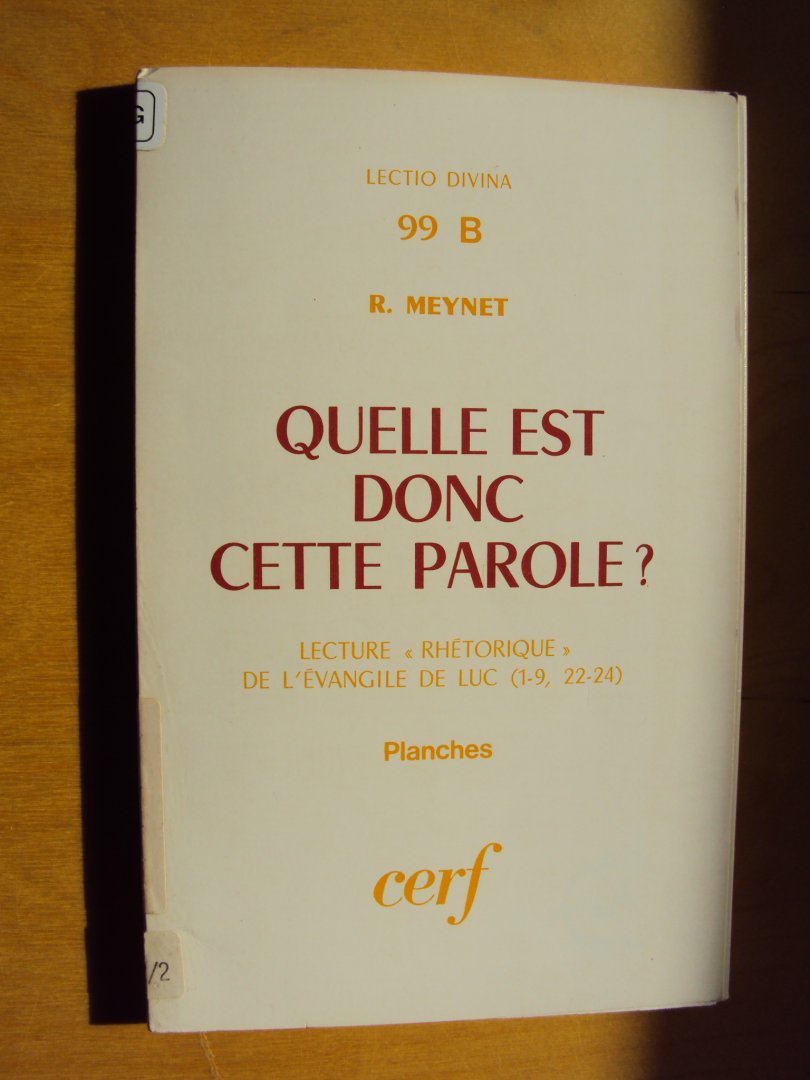 G
LECTIO DIVINA
99 B
R. MEYNET
QUELLE EST
DONC
CETTE PAROLE ?
LECTURE « RHÉTORIQUE »
DE L'ÉVANGILE DE LUC (1-9, 22-24)
Planches
cerf
/2